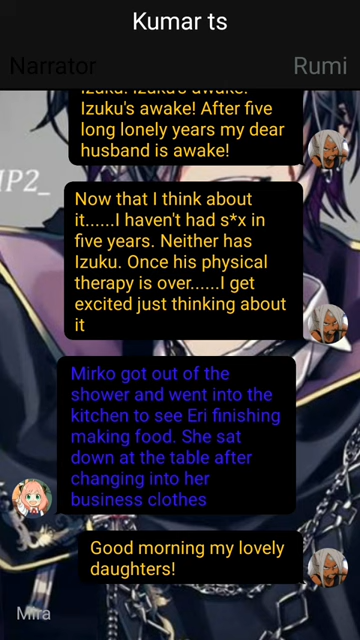 Kumar ts
Narrator
Rumi
Izuku! Izuku's awake!
Izuku's awake! After five
long lonely years my dear
husband is awake!
IP2_
Now that I think about
it......I haven't had s*x in
five years. Neither has
Izuku. Once his physical
therapy is over......I get
excited just thinking about
it
Mirko got out of the
shower and went into the
kitchen to see Eri finishing
making food. She sat
down at the table after
changing into her
business clothes
Good morning my lovely
daughters!
Mira